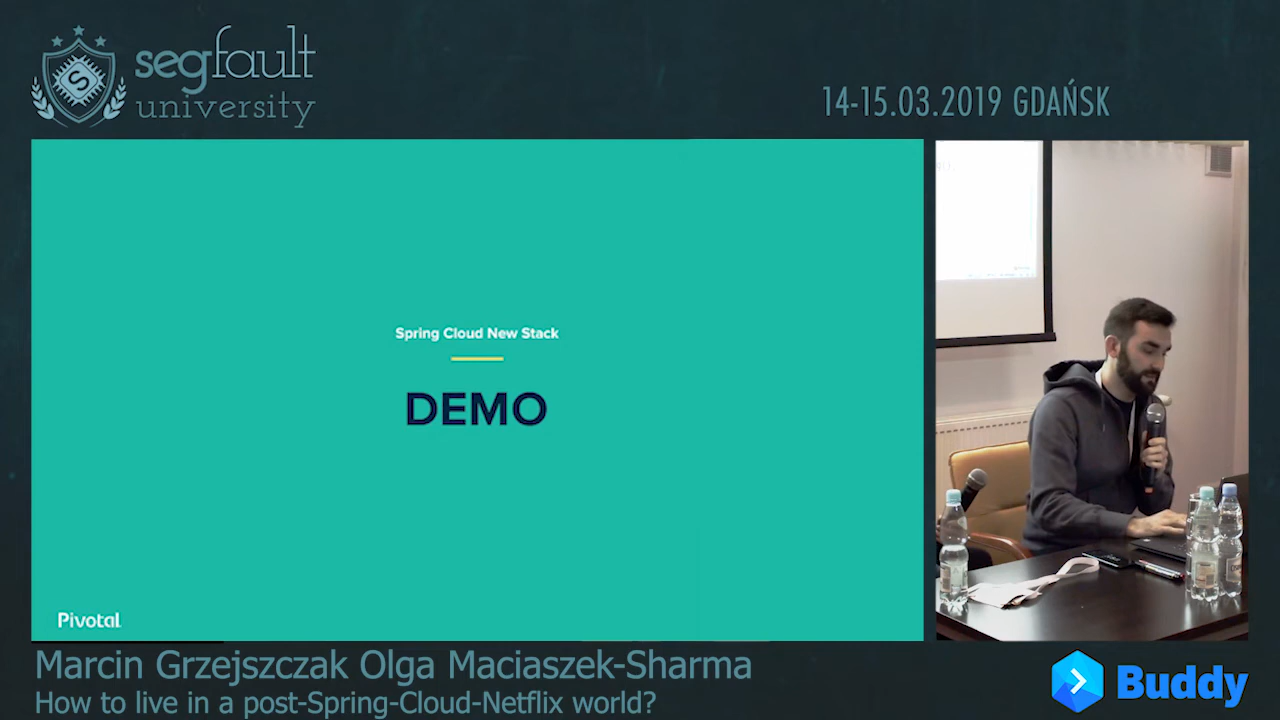 segfault
university
14-15.03.2019 GDAŃSK
Spring Cloud New Stack
DEMO
Pivotal
Marcin Grzejszczak Olga Maciaszek-Sharma
How to live in a post-Spring-Cloud-Netflix world?
Buddy